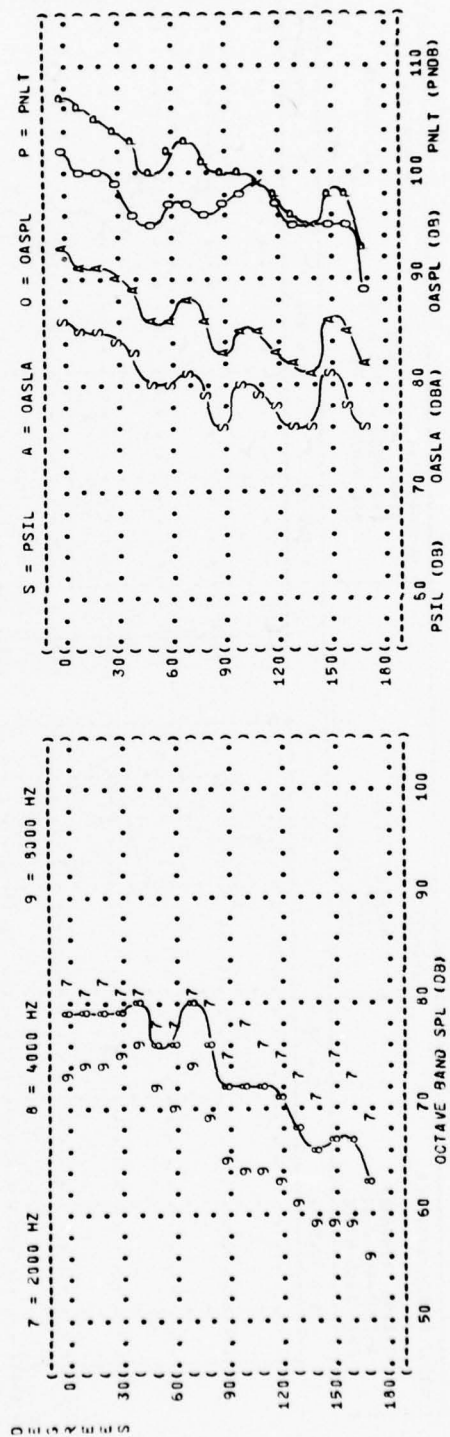 DEGREES
7 = 2000 HZ 8 = 4000 HZ 9 = 8000 HZ
0
30
60
90
120
150
180
50 60 70 80 90 100
OCTAVE BAND SPL (DB)
S = PSIL A = OASLA O = OASPL P = PNLT
0
30
60
90
120
150
180
60 70 80 90 100 110
PSIL (DB) OASLA (DBA) OASPL (DB) PNLT (PNDB)